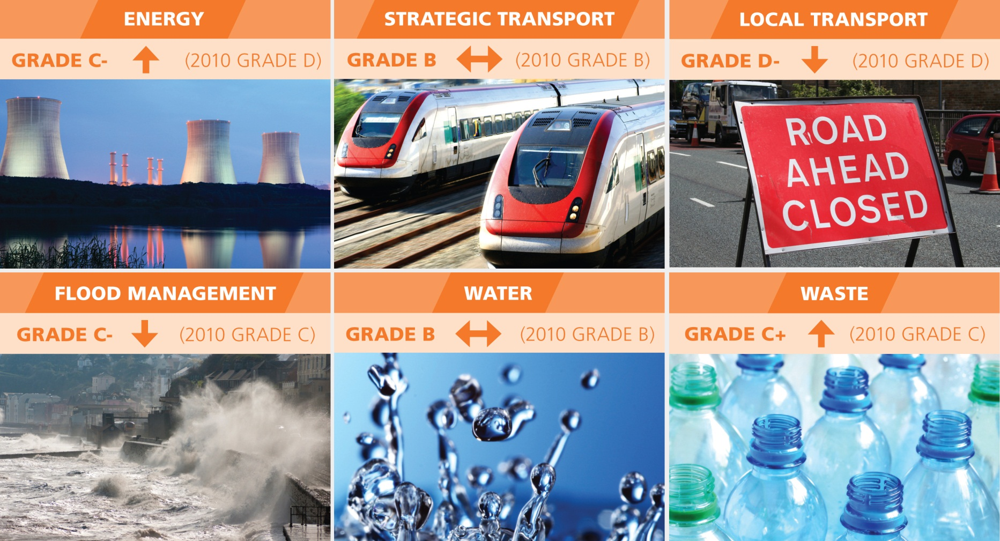 ENERGY
GRADE C- (2010 GRADE D)
STRATEGIC TRANSPORT
GRADE B (2010 GRADE B)
LOCAL TRANSPORT
GRADE D- (2010 GRADE D)
ROAD
AHEAD
CLOSED
FLOOD MANAGEMENT
GRADE C- (2010 GRADE C)
WATER
GRADE B (2010 GRADE B)
WASTE
GRADE C+ (2010 GRADE C)